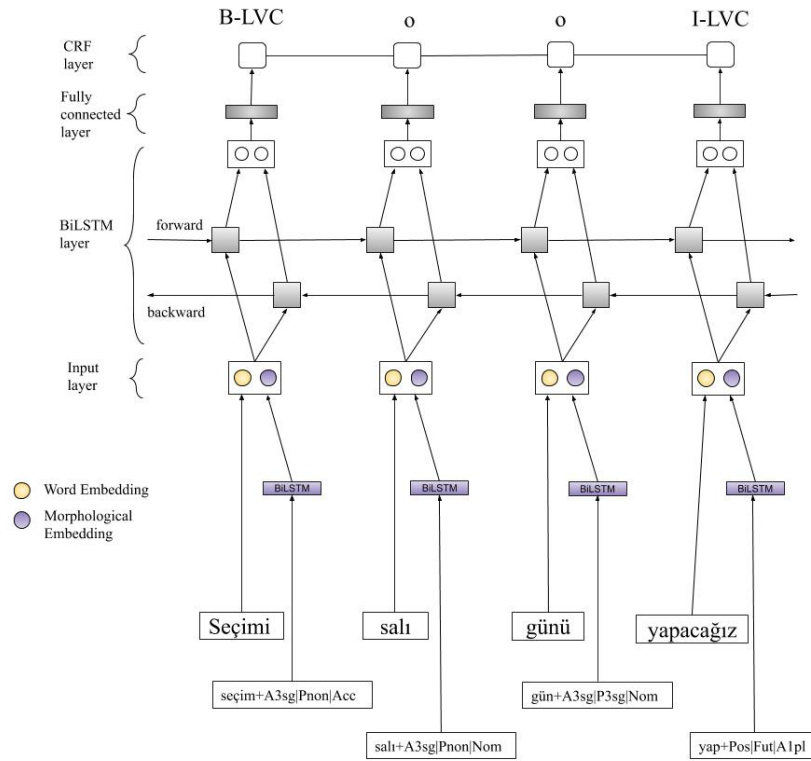 B-LVC o o I-LVC
CRF
layer
Fully
connected
layer
BiLSTM
layer
forward
backward
Input
layer
Word Embedding
Morphological
Embedding
BiLSTM BiLSTM BiLSTM BiLSTM
Seçimi salı günü yapacağız
seçim+A3sg|Pnon|Acc gün+A3sg|P3sg|Nom
salı+A3sg|Pnon|Nom yap+Pos|Fut|A1pl